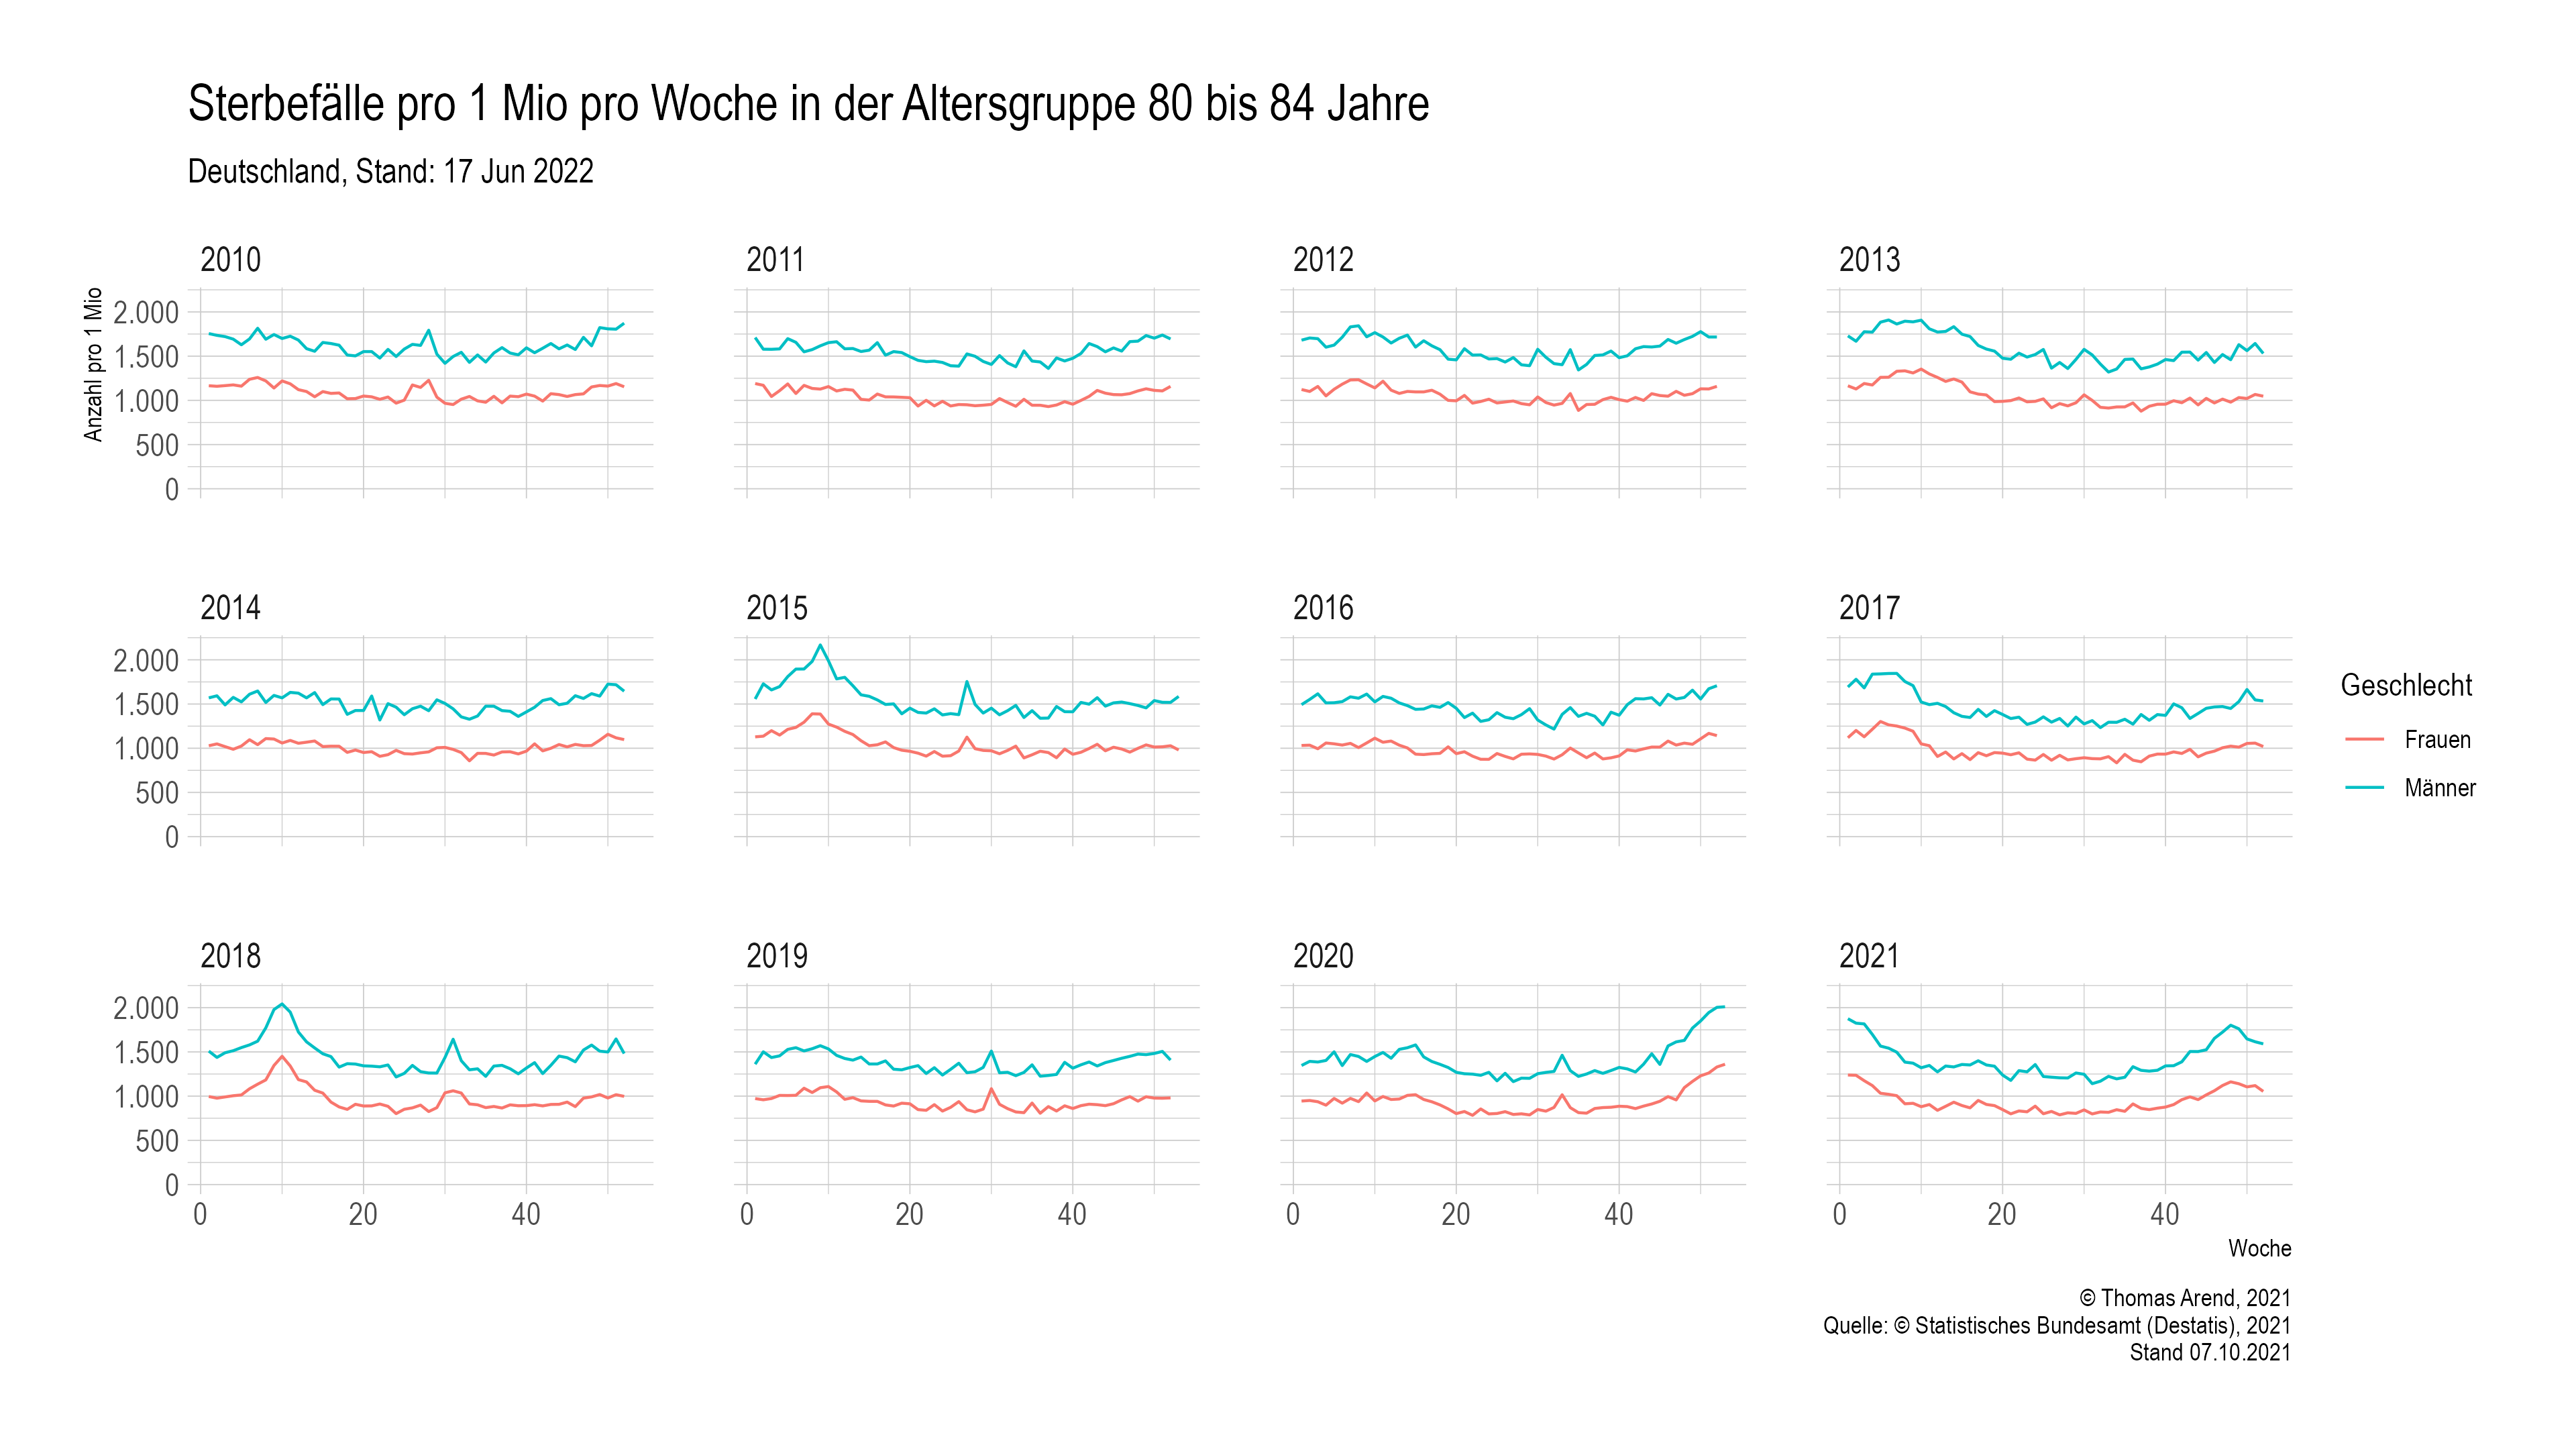 Sterbefälle pro 1 Mio pro Woche in der Altersgruppe 80 bis 84 Jahre
Deutschland, Stand: 17 Jun 2022
2010 2011 2012 2013
Anzahl pro 1 Mio
2.000
1.500
1.000
500
0
2014 2015 2016 2017
2.000
1.500
1.000
500
0
Geschlecht
Frauen
Männer
2018 2019 2020 2021
2.000
1.500
1.000
500
0
0 20 40 0 20 40 0 20 40 0 20 40
Woche
© Thomas Arend, 2021
Quelle: © Statistisches Bundesamt (Destatis), 2021
Stand 07.10.2021